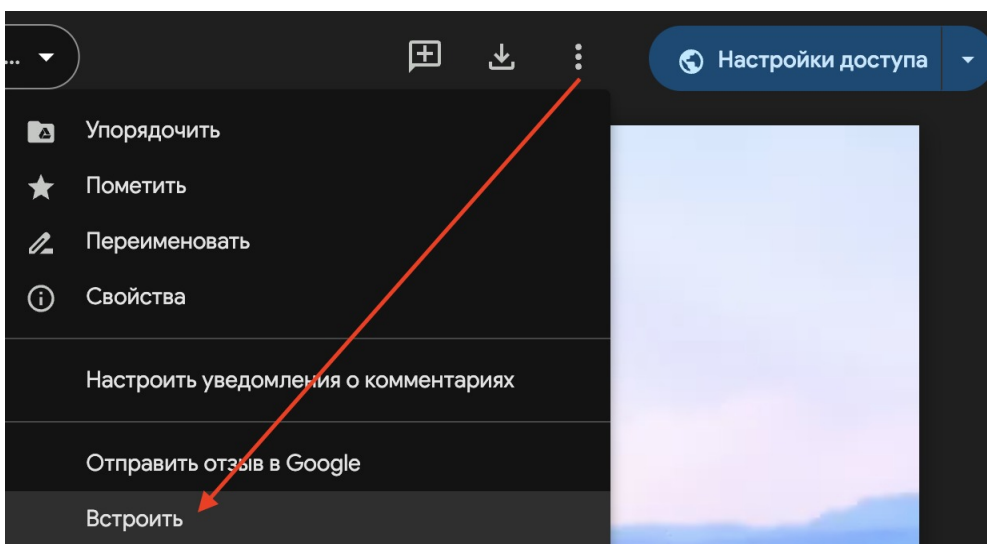 ...
Настройки доступа
Упорядочить
Пометить
Переименовать
Свойства
Настроить уведомления о комментариях
Отправить отзыв в Google
Встроить